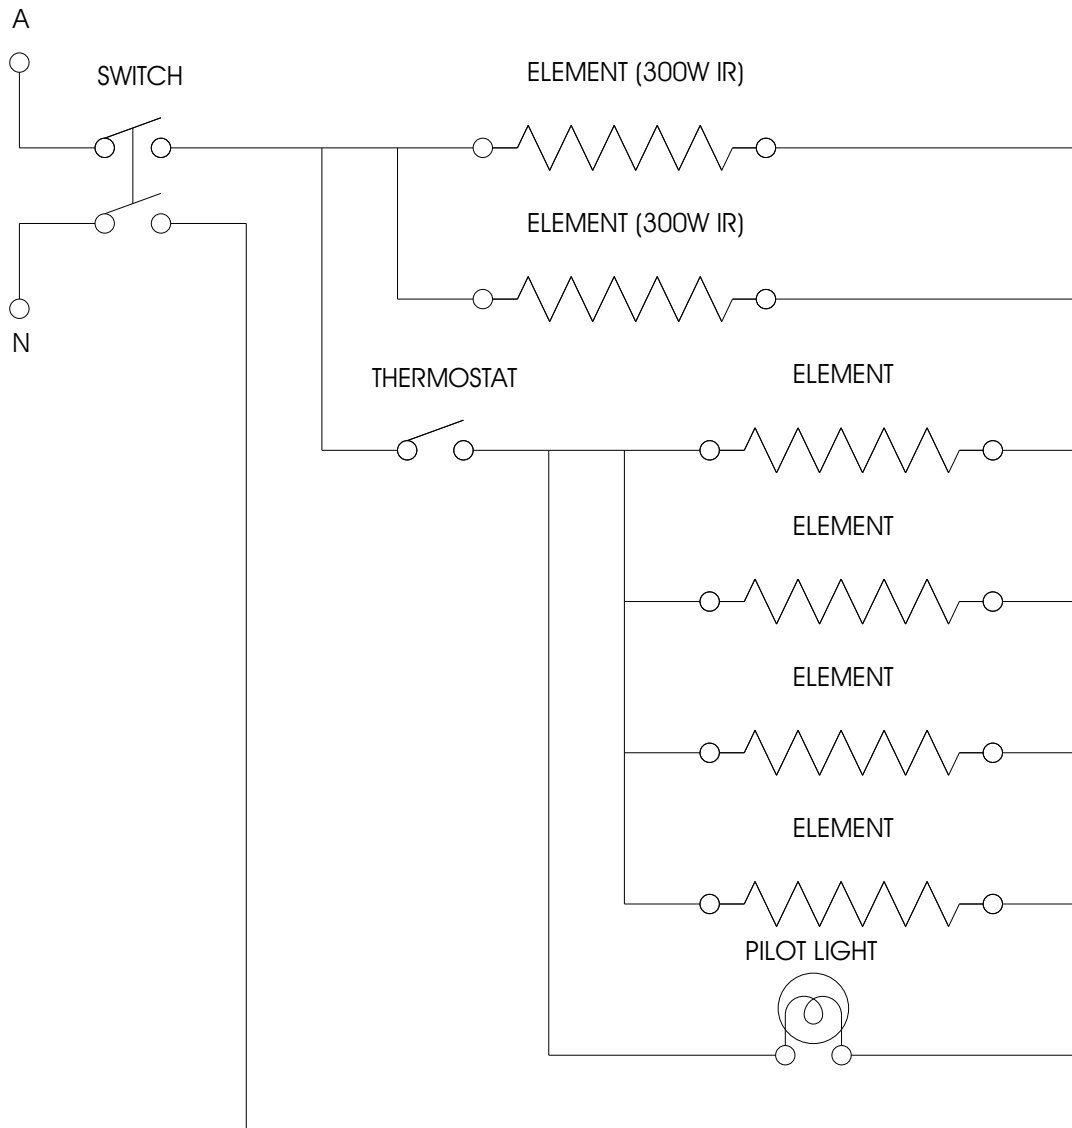 A
SWITCH
ELEMENT (300W IR)
ELEMENT (300W IR)
N
THERMOSTAT
ELEMENT
ELEMENT
ELEMENT
ELEMENT
PILOT LIGHT